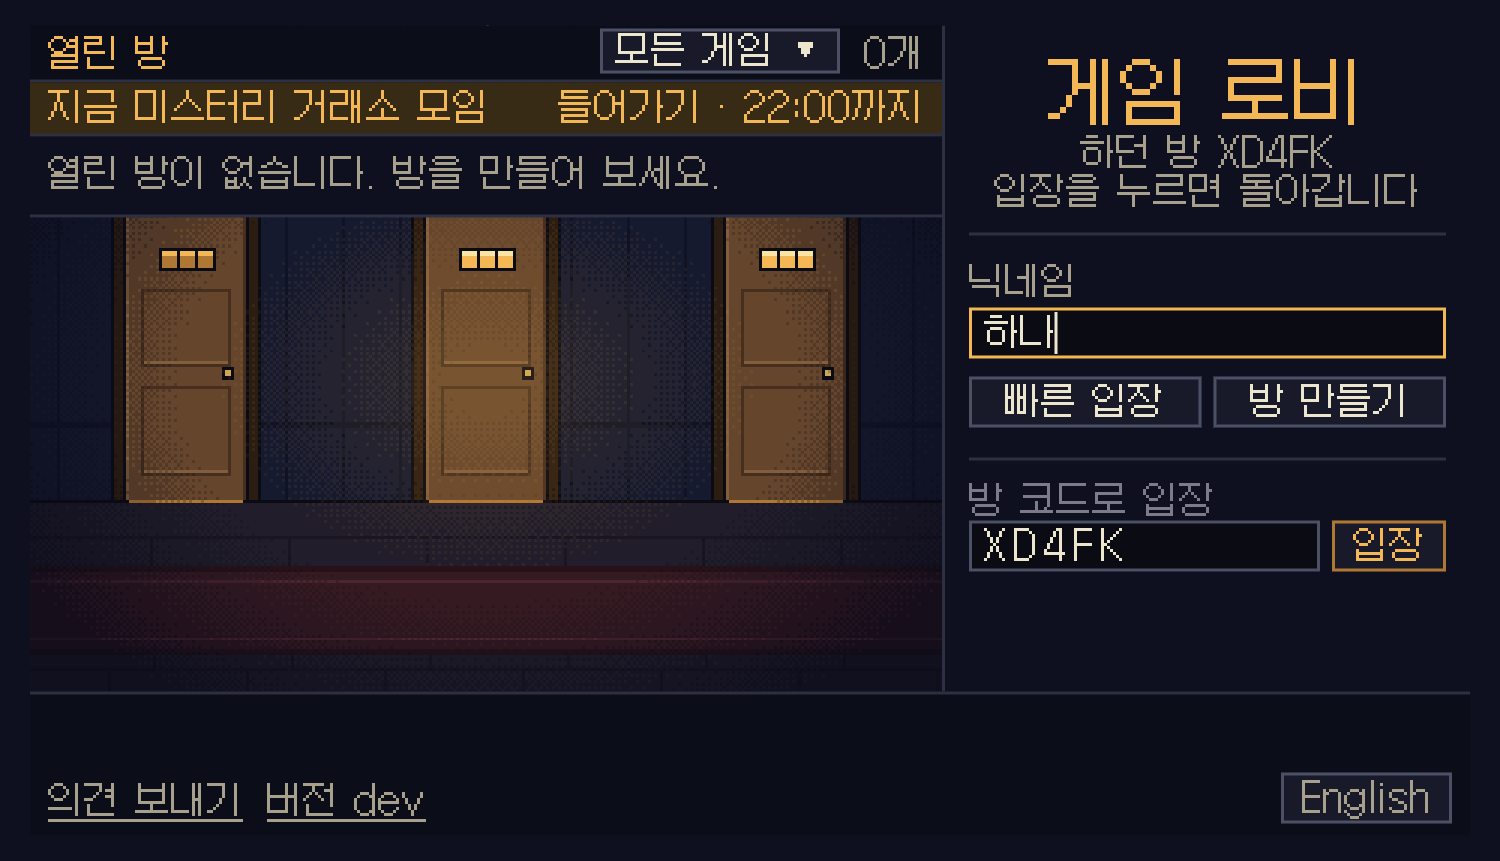 열린 방
모든 게임 ▼
0개
지금 미스터리 거래소 모임
들어가기 · 22:00까지
열린 방이 없습니다. 방을 만들어 보세요.
게임 로비
하던 방 XD4FK
입장을 누르면 돌아갑니다
닉네임
하나
빠른 입장
방 만들기
방 코드로 입장
XD4FK
입장
의견 보내기
버전 dev
English